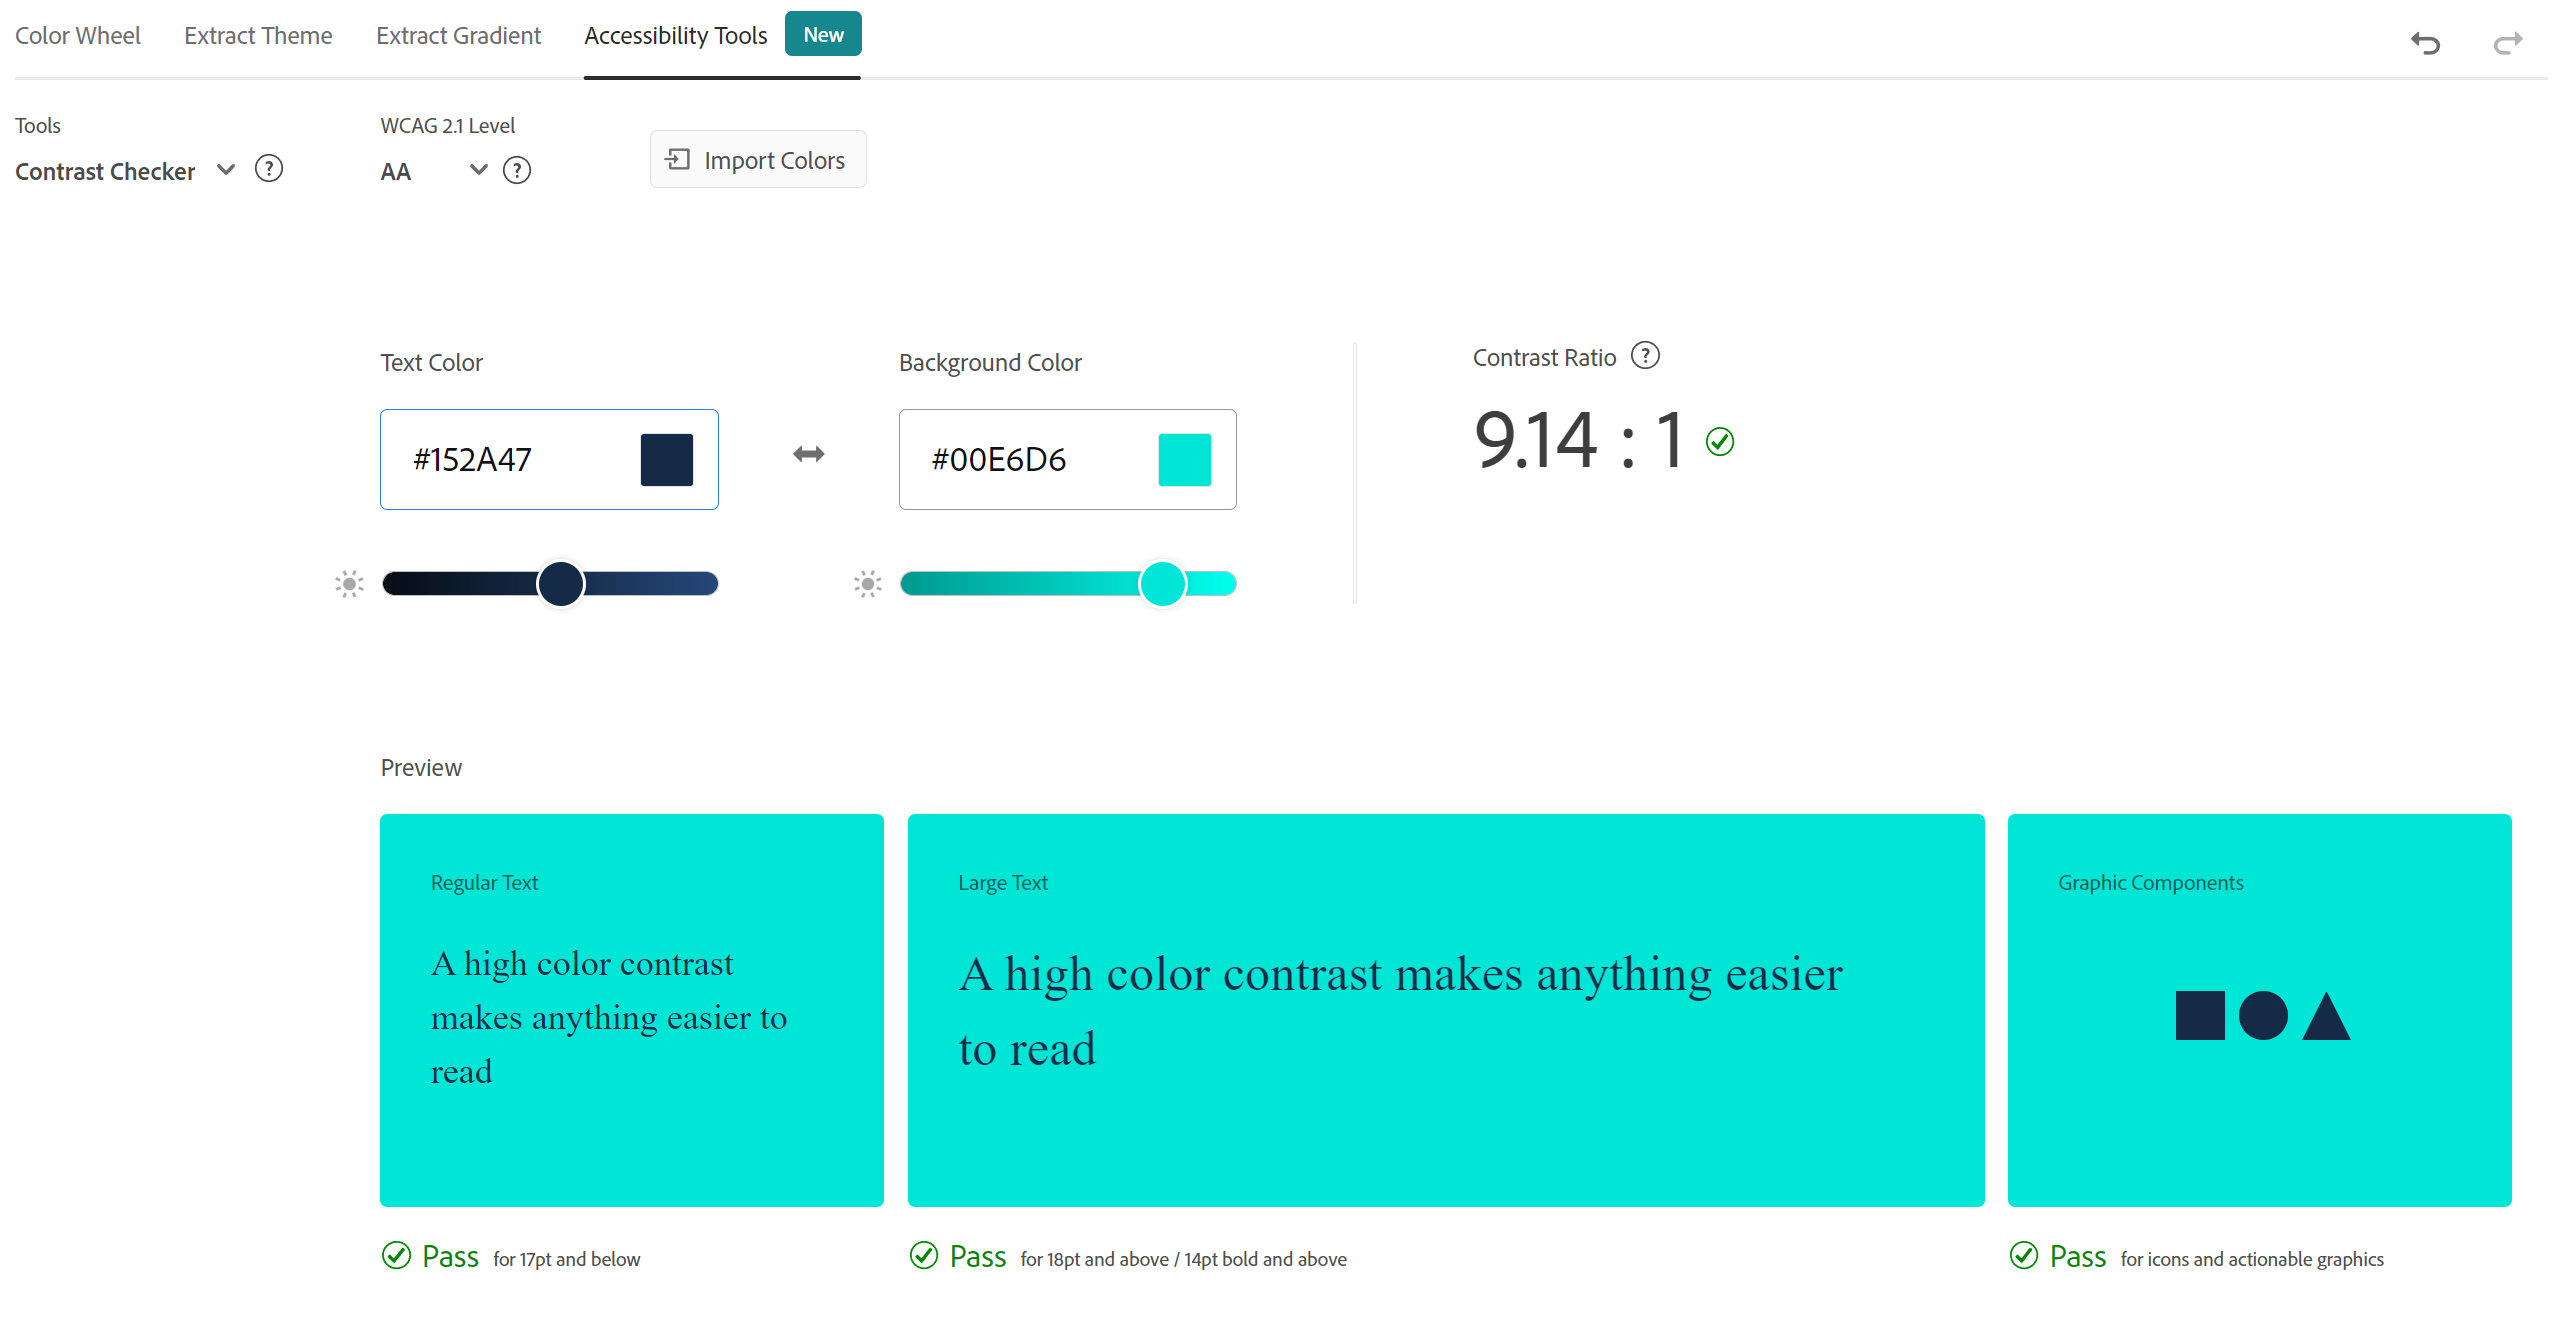 Color Wheel Extract Theme Extract Gradient Accessibility Tools New
Tools
Contrast Checker
WCAG 2.1 Level
AA
Import Colors
Text Color
#152A47
Background Color
#00E6D6
Contrast Ratio
9.14 : 1
Preview
Regular Text
A high color contrast
makes anything easier to
read
Pass for 17pt and below
Large Text
A high color contrast makes anything easier
to read
Pass for 18pt and above / 14pt bold and above
Graphic Components
Pass for icons and actionable graphics